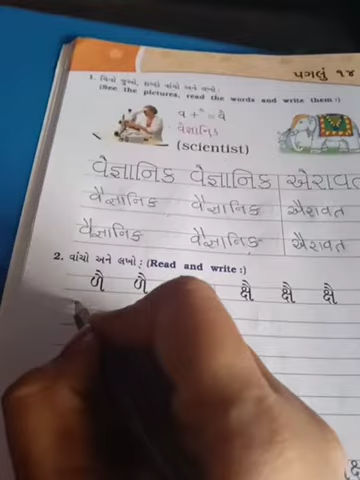 પગલું ૧૪
1. ચિત્રો જુઓ, શબ્દો વાંચો અને લખો :
(See the pictures, read the words and write them :)
વ + ૈ = વૈ
વૈજ્ઞાનિક
(scientist)
વૈજ્ઞાનિક વૈજ્ઞાનિક ઐરાવત
વૈજ્ઞાનિક વૈજ્ઞાનિક ઐરાવત
વૈજ્ઞાનિક વૈજ્ઞાનિક ઐરાવત
2. વાંચો અને લખો : (Read and write :)
ળૈ ળૈ ક્ષૈ ક્ષૈ ક્ષૈ